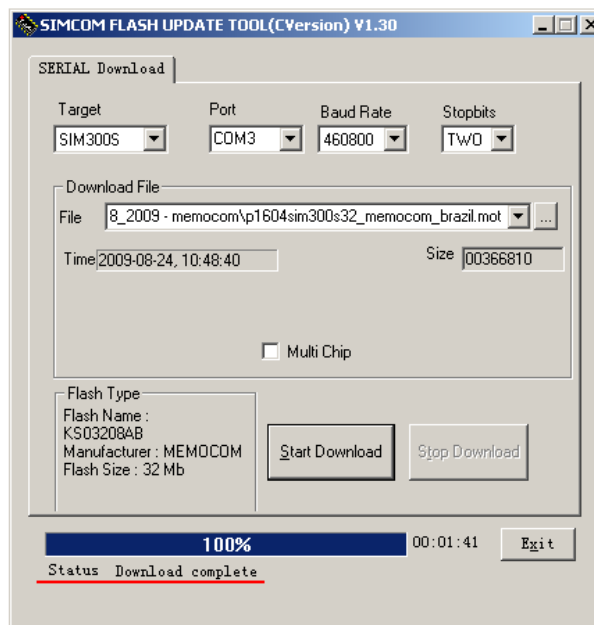 SIMCOM FLASH UPDATE TOOL(CVersion) V1.30
SERIAL Download
Target Port Baud Rate Stopbits
SIM300S COM3 460800 TWO
Download File
File 8_2009 - memocom\p1604sim300s32_memocom_brazil.mot ...
Time 2009-08-24, 10:48:40 Size 00366810
Multi Chip
Flash Type
Flash Name :
KS03208AB
Manufacturer : MEMOCOM
Flash Size : 32 Mb
Start Download Stop Download
100% 00:01:41 Exit
Status Download complete